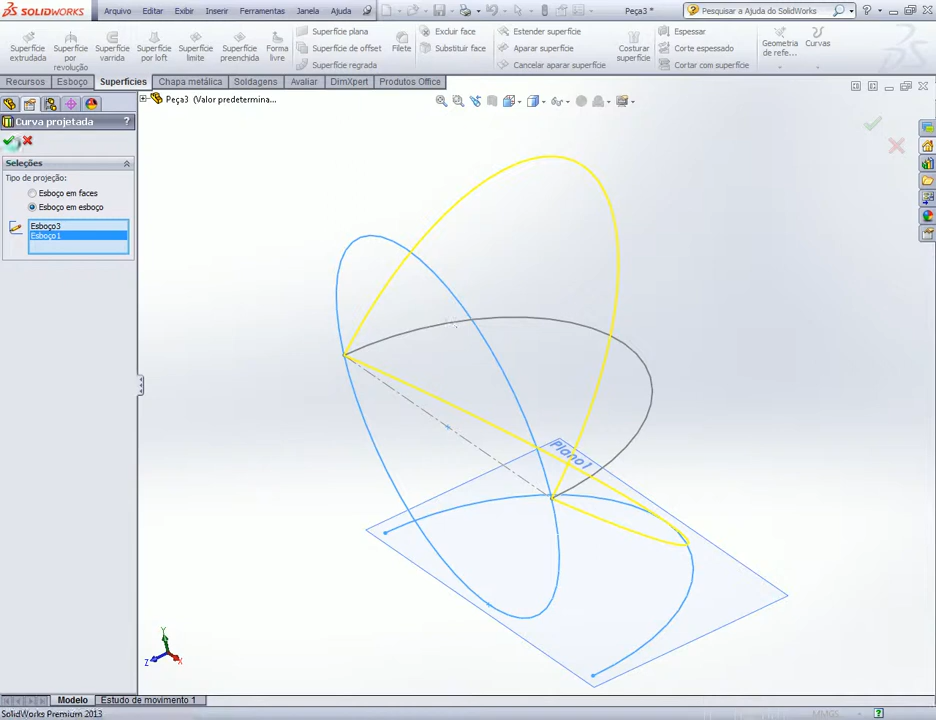 SOLIDWORKS
Arquivo Editar Exibir Inserir Ferramentas Janela Ajuda
Peça3 *
Pesquisar a Ajuda do SolidWorks
Superfície extrudada
Superfície por revolução
Superfície varrida
Superfície por loft
Superfície limite
Superfície preenchida
Forma livre
Superfície plana
Superfície de offset
Superfície regrada
Filete
Excluir face
Substituir face
Estender superfície
Aparar superfície
Cancelar aparar superfície
Costurar superfície
Espessar
Corte espessado
Cortar com superfície
Geometria de refe...
Curvas
Recursos Esboço Superfícies Chapa metálica Soldagens Avaliar DimXpert Produtos Office
Peça3 (Valor predetermina...
Curva projetada ?
Seleções
Tipo de projeção:
Esboço em faces
Esboço em esboço
Esboço3
Esboço1
Plano1
Y
Z
X
Modelo Estudo de movimento 1
SolidWorks Premium 2013
MMGS